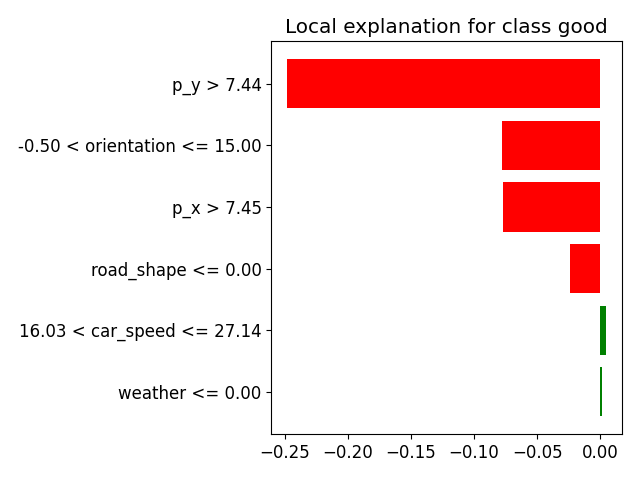 Local explanation for class good
p_y > 7.44
-0.50 < orientation <= 15.00
p_x > 7.45
road_shape <= 0.00
16.03 < car_speed <= 27.14
weather <= 0.00
−0.25 −0.20 −0.15 −0.10 −0.05 0.00